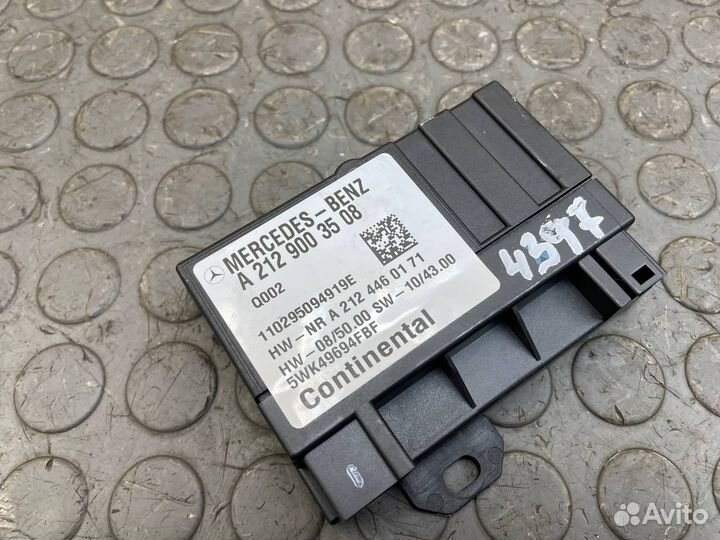 MERCEDES-BENZ
A 212 900 35 08
Q002
110295094919E
HW-NR A 212 446 01 71
HW-08/50.00 SW-10/43.00
5WK49694FBF
Continental
4397
Avito